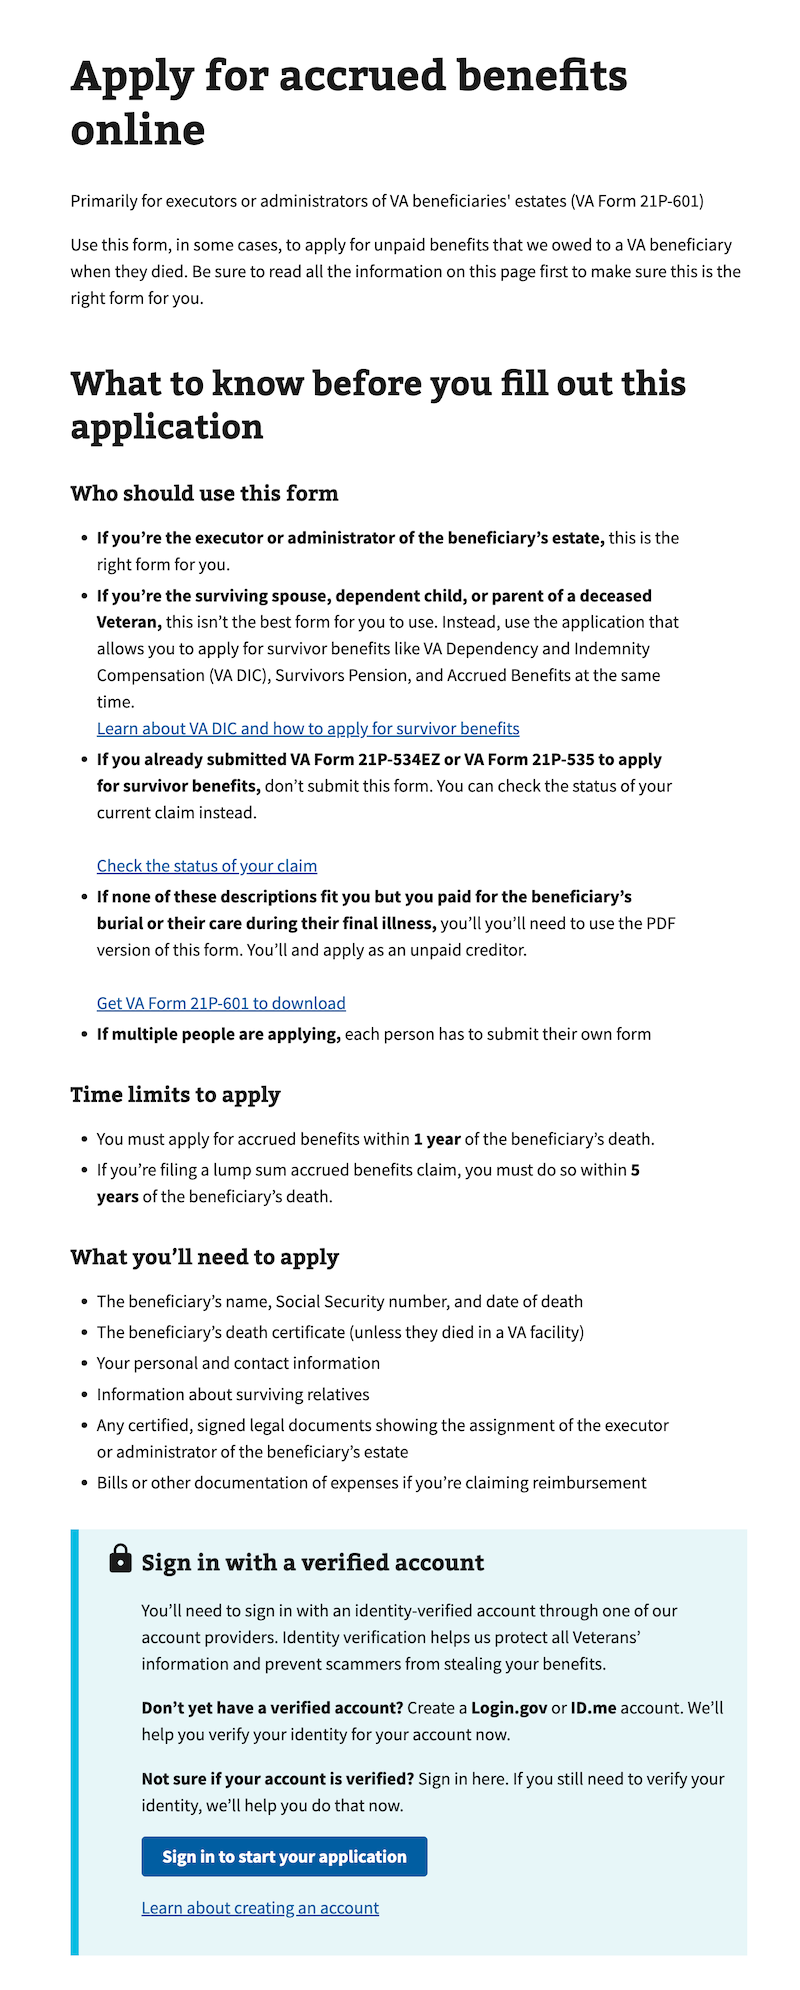 Apply for accrued benefits
online
Primarily for executors or administrators of VA beneficiaries' estates (VA Form 21P-601)
Use this form, in some cases, to apply for unpaid benefits that we owed to a VA beneficiary
when they died. Be sure to read all the information on this page first to make sure this is the
right form for you.
What to know before you fill out this
application
Who should use this form
• If you’re the executor or administrator of the beneficiary’s estate, this is the
right form for you.
• If you’re the surviving spouse, dependent child, or parent of a deceased
Veteran, this isn’t the best form for you to use. Instead, use the application that
allows you to apply for survivor benefits like VA Dependency and Indemnity
Compensation (VA DIC), Survivors Pension, and Accrued Benefits at the same
time.
Learn about VA DIC and how to apply for survivor benefits
• If you already submitted VA Form 21P-534EZ or VA Form 21P-535 to apply
for survivor benefits, don’t submit this form. You can check the status of your
current claim instead.
Check the status of your claim
• If none of these descriptions fit you but you paid for the beneficiary’s
burial or their care during their final illness, you’ll you’ll need to use the PDF
version of this form. You’ll and apply as an unpaid creditor.
Get VA Form 21P-601 to download
• If multiple people are applying, each person has to submit their own form
Time limits to apply
• You must apply for accrued benefits within 1 year of the beneficiary’s death.
• If you’re filing a lump sum accrued benefits claim, you must do so within 5
years of the beneficiary’s death.
What you’ll need to apply
• The beneficiary’s name, Social Security number, and date of death
• The beneficiary’s death certificate (unless they died in a VA facility)
• Your personal and contact information
• Information about surviving relatives
• Any certified, signed legal documents showing the assignment of the executor
or administrator of the beneficiary’s estate
• Bills or other documentation of expenses if you’re claiming reimbursement
Sign in with a verified account
You’ll need to sign in with an identity-verified account through one of our
account providers. Identity verification helps us protect all Veterans’
information and prevent scammers from stealing your benefits.
Don’t yet have a verified account? Create a Login.gov or ID.me account. We’ll
help you verify your identity for your account now.
Not sure if your account is verified? Sign in here. If you still need to verify your
identity, we’ll help you do that now.
Sign in to start your application
Learn about creating an account